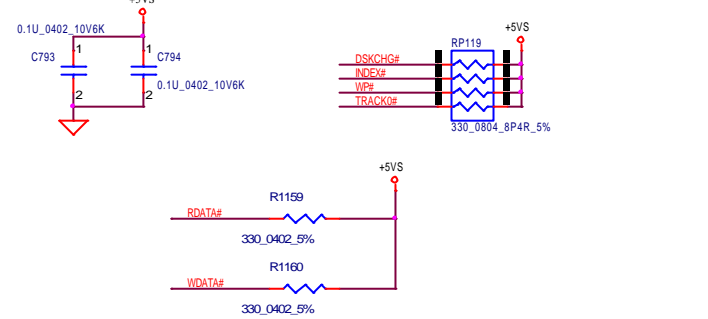 +5VS
0.1U_0402_10V6K
C793
1
2
1
C794
2
0.1U_0402_10V6K
+5VS
RP119
DSKCHG#
INDEX#
WP#
TRACK0#
330_0804_8P4R_5%
+5VS
R1159
RDATA#
330_0402_5%
R1160
WDATA#
330_0402_5%